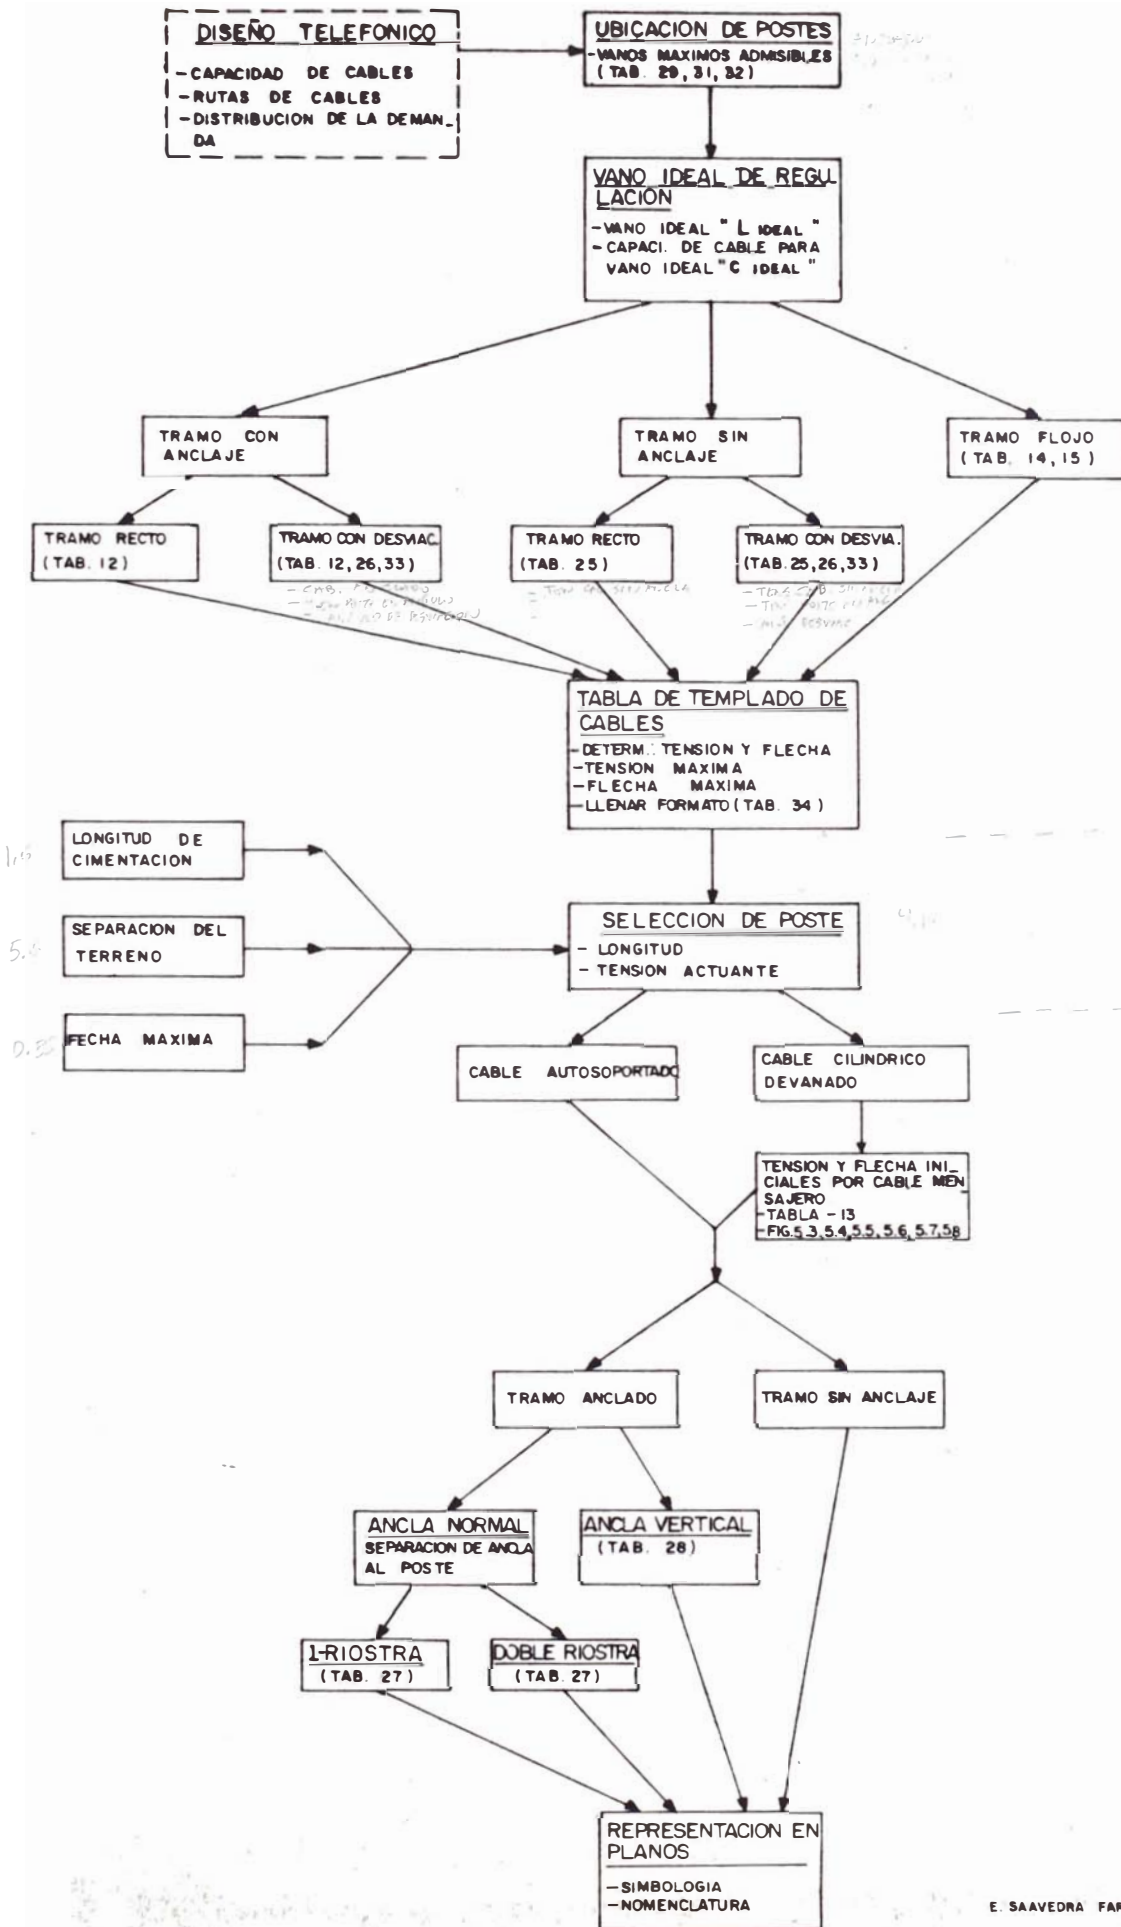 DISEÑO TELEFONICO
-CAPACIDAD DE CABLES
-RUTAS DE CABLES
-DISTRIBUCION DE LA DEMAN_
DA
UBICACION DE POSTES
-VANOS MAXIMOS ADMISIBLES
(TAB. 29, 31, 32)
VANO IDEAL DE REGU
LACION
-VANO IDEAL "L IDEAL"
-CAPACI. DE CABLE PARA
VANO IDEAL "C IDEAL"
TRAMO CON
ANCLAJE
TRAMO SIN
ANCLAJE
TRAMO FLOJO
(TAB. 14, 15)
TRAMO RECTO
(TAB. 12)
TRAMO CON DESVIAC.
(TAB. 12, 26, 33)
TRAMO RECTO
(TAB. 25)
TRAMO CON DESVIA.
(TAB. 25, 26, 33)
TABLA DE TEMPLADO DE
CABLES
-DETERM.: TENSION Y FLECHA
-TENSION MAXIMA
-FLECHA MAXIMA
-LLENAR FORMATO (TAB. 34)
LONGITUD DE
CIMENTACION
SEPARACION DEL
TERRENO
FECHA MAXIMA
SELECCION DE POSTE
- LONGITUD
- TENSION ACTUANTE
CABLE AUTOSOPORTADO
CABLE CILINDRICO
DEVANADO
TENSION Y FLECHA INI_
CIALES POR CABLE MEN
SAJERO
-TABLA - 13
-FIG. 5.3, 5.4, 5.5, 5.6, 5.7, 5.8
TRAMO ANCLADO
TRAMO SIN ANCLAJE
ANCLA NORMAL
SEPARACION DE ANCLA
AL POSTE
ANCLA VERTICAL
(TAB. 28)
1-RIOSTRA
(TAB. 27)
DOBLE RIOSTRA
(TAB. 27)
REPRESENTACION EN
PLANOS
-SIMBOLOGIA
-NOMENCLATURA
E. SAAVEDRA FAR